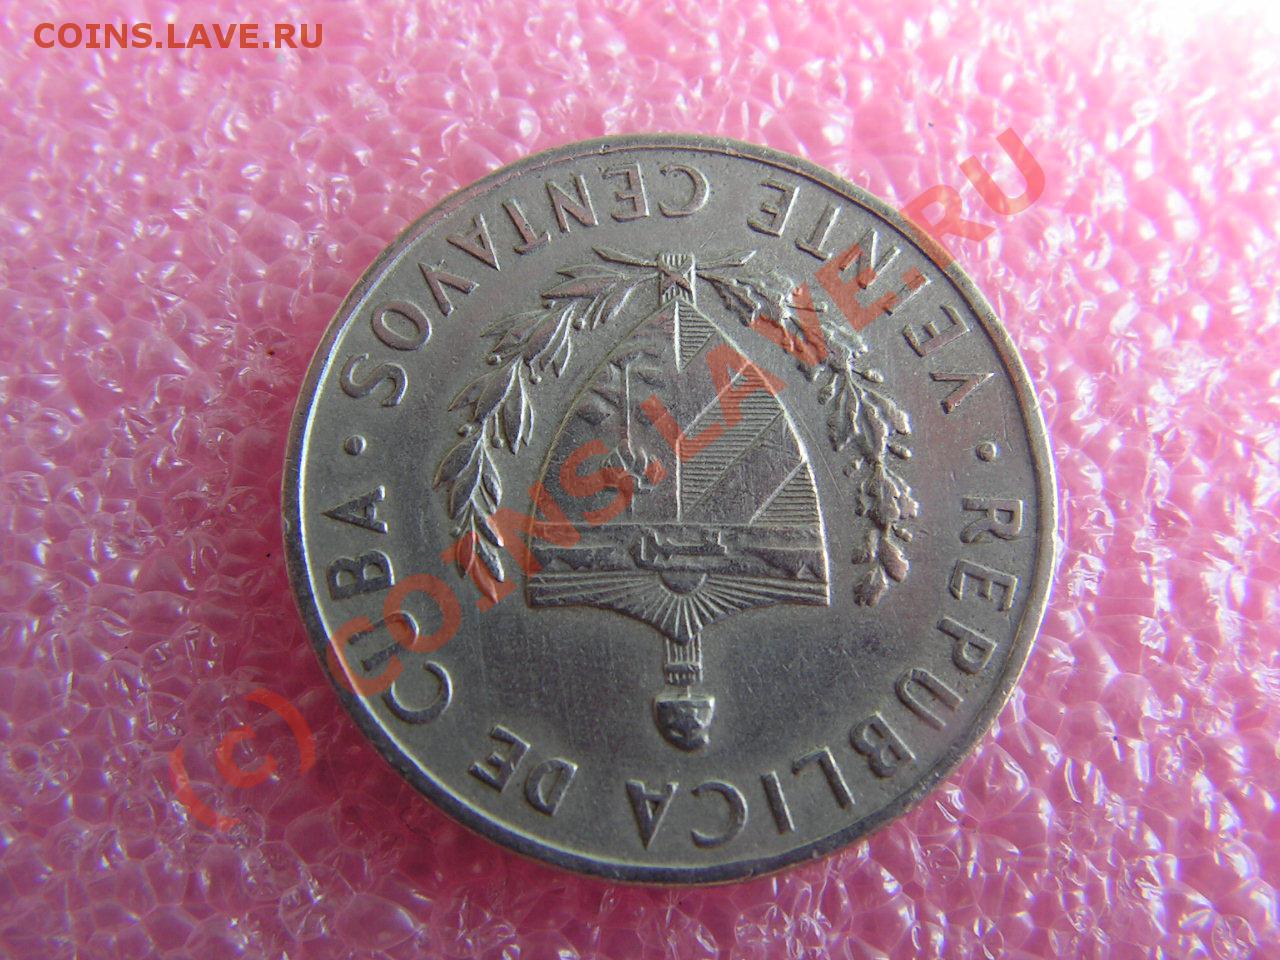 COINS.LAVE.RU
REPUBLICA DE CUBA
· VEINTE CENTAVOS ·
(c) COINS.LAVE.RU